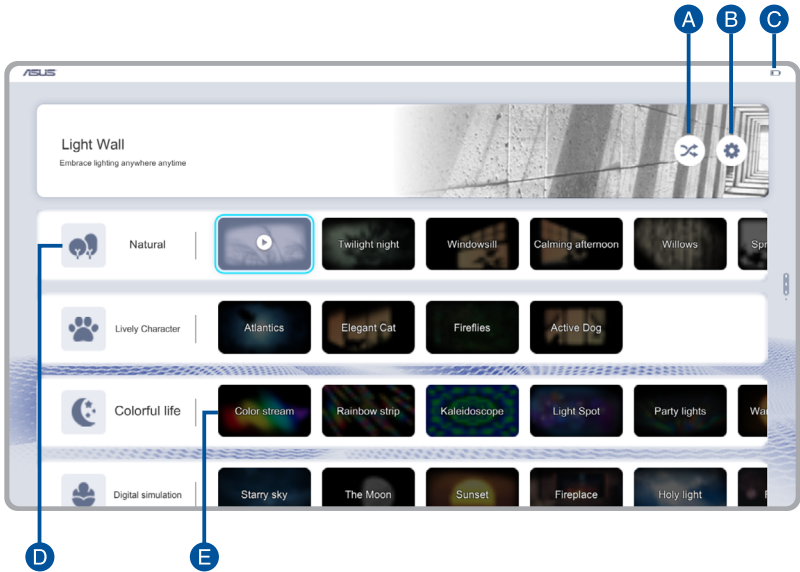 A B C
ASUS
Light Wall
Embrace lighting anywhere anytime
Natural
Twilight night
Windowsill
Calming afternoon
Willows
Spr
Lively Character
Atlantics
Elegant Cat
Fireflies
Active Dog
Colorful life
Color stream
Rainbow strip
Kaleidoscope
Light Spot
Party lights
Wa
Digital simulation
Starry sky
The Moon
Sunset
Fireplace
Holy light
F
D E